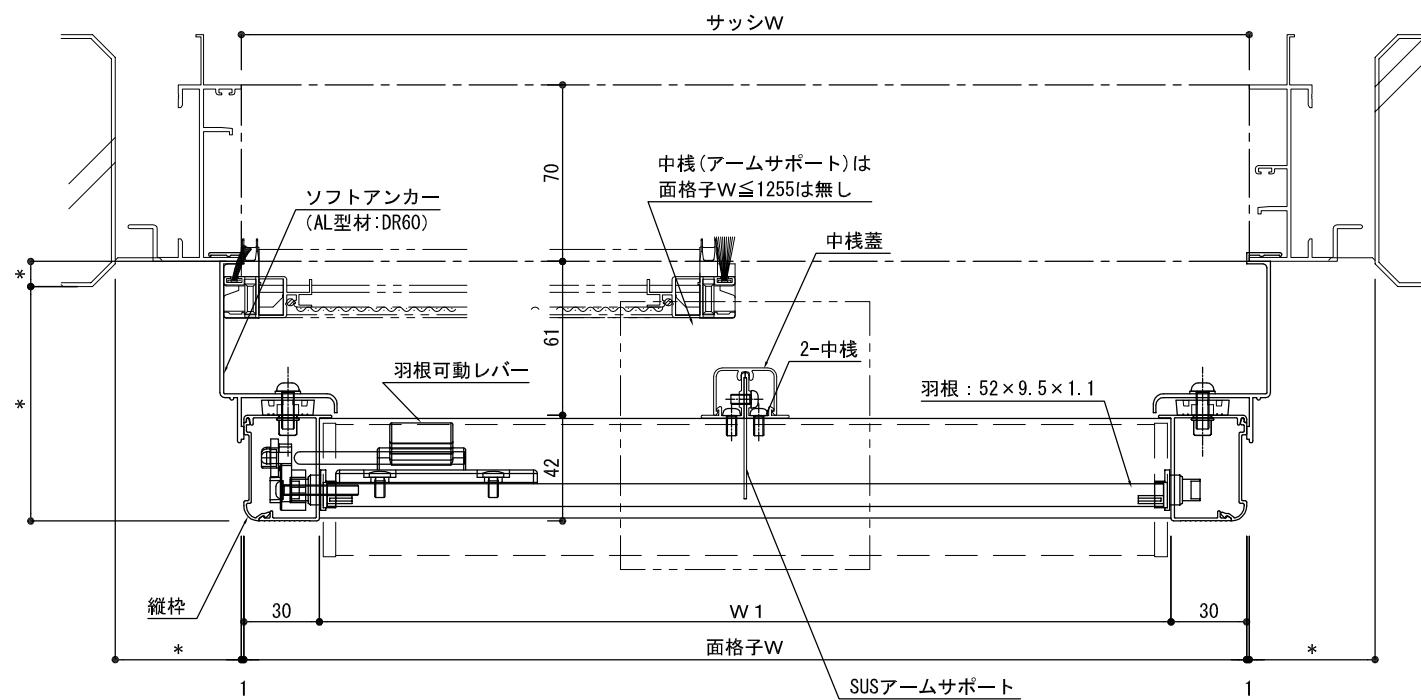 サッシW
70
中桟(アームサポート)は
面格子W≦1255は無し
ソフトアンカー
(AL型材:DR60)
中桟蓋
*
61
2-中桟
羽根可動レバー
羽根：52×9.5×1.1
*
42
縦枠
30
W1
30
*
面格子W
*
1
SUSアームサポート
1